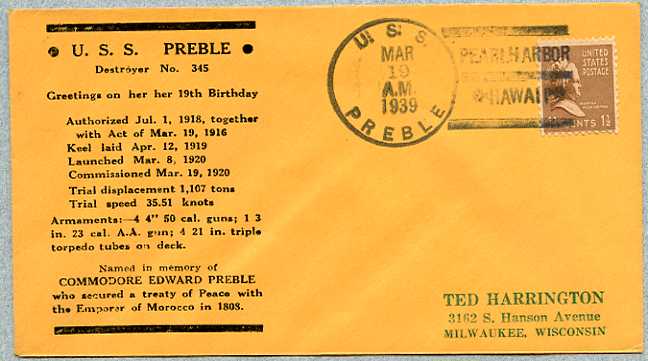 U. S. S. PREBLE
Destroyer No. 345
Greetings on her her 19th Birthday
Authorized Jul. 1, 1918, together
with Act of Mar. 19, 1916
Keel laid Apr. 12, 1919
Launched Mar. 8, 1920
Commissioned Mar. 19, 1920
Trial displacement 1,107 tons
Trial speed 35.51 knots
Armaments:—4 4" 50 cal. guns; 1 3
in. 23 cal. A.A. gun; 4 21 in. triple
torpedo tubes on deck.
Named in memory of
COMMODORE EDWARD PREBLE
who secured a treaty of Peace with
the Emperor of Morocco in 1803.
U. S. S.
MAR
19
A.M.
1939
PREBLE
PEARL HARBOR
HAWAII
UNITED
STATES
POSTAGE
CENTS 1½
TED HARRINGTON
3162 S. Hanson Avenue
MILWAUKEE, WISCONSIN